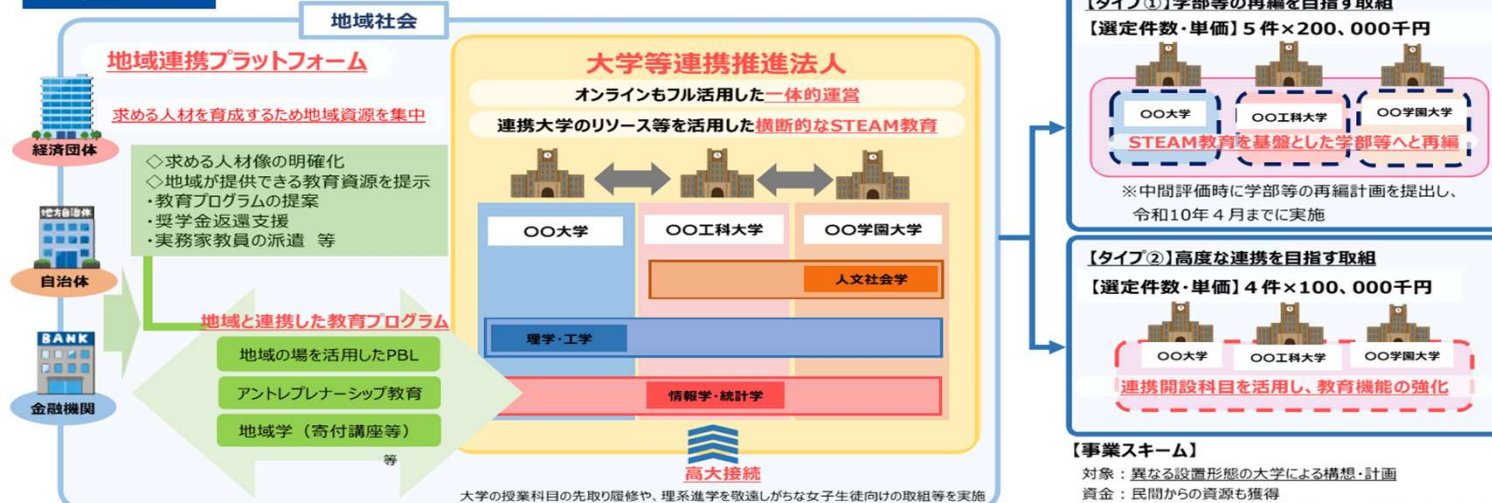 地域社会
地域連携プラットフォーム
求める人材を育成するため地域資源を集中
経済団体
◇求める人材像の明確化
◇地域が提供できる教育資源を提示
・教育プログラムの提案
・奨学金返還支援
・実務家教員の派遣 等
地方自治体
自治体
BANK
金融機関
地域と連携した教育プログラム
地域の場を活用したPBL
アントレプレナーシップ教育
地域学（寄付講座等）
等
大学等連携推進法人
オンラインもフル活用した一体的運営
連携大学のリソース等を活用した横断的なSTEAM教育
〇〇大学
〇〇工科大学
〇〇学園大学
人文社会学
理学・工学
情報学・統計学
高大接続
大学の授業科目の先取り履修や、理系進学を敬遠しがちな女子生徒向けの取組等を実施
【タイプ①】学部等の再編を目指す取組
【選定件数・単価】５件×200、000千円
〇〇大学
〇〇工科大学
〇〇学園大学
STEAM教育を基盤とした学部等へと再編
※中間評価時に学部等の再編計画を提出し、
令和10年４月までに実施
【タイプ②】高度な連携を目指す取組
【選定件数・単価】４件×100、000千円
〇〇大学
〇〇工科大学
〇〇学園大学
連携開設科目を活用し、教育機能の強化
【事業スキーム】
対象：異なる設置形態の大学による構想・計画
資金：民間からの資源も獲得